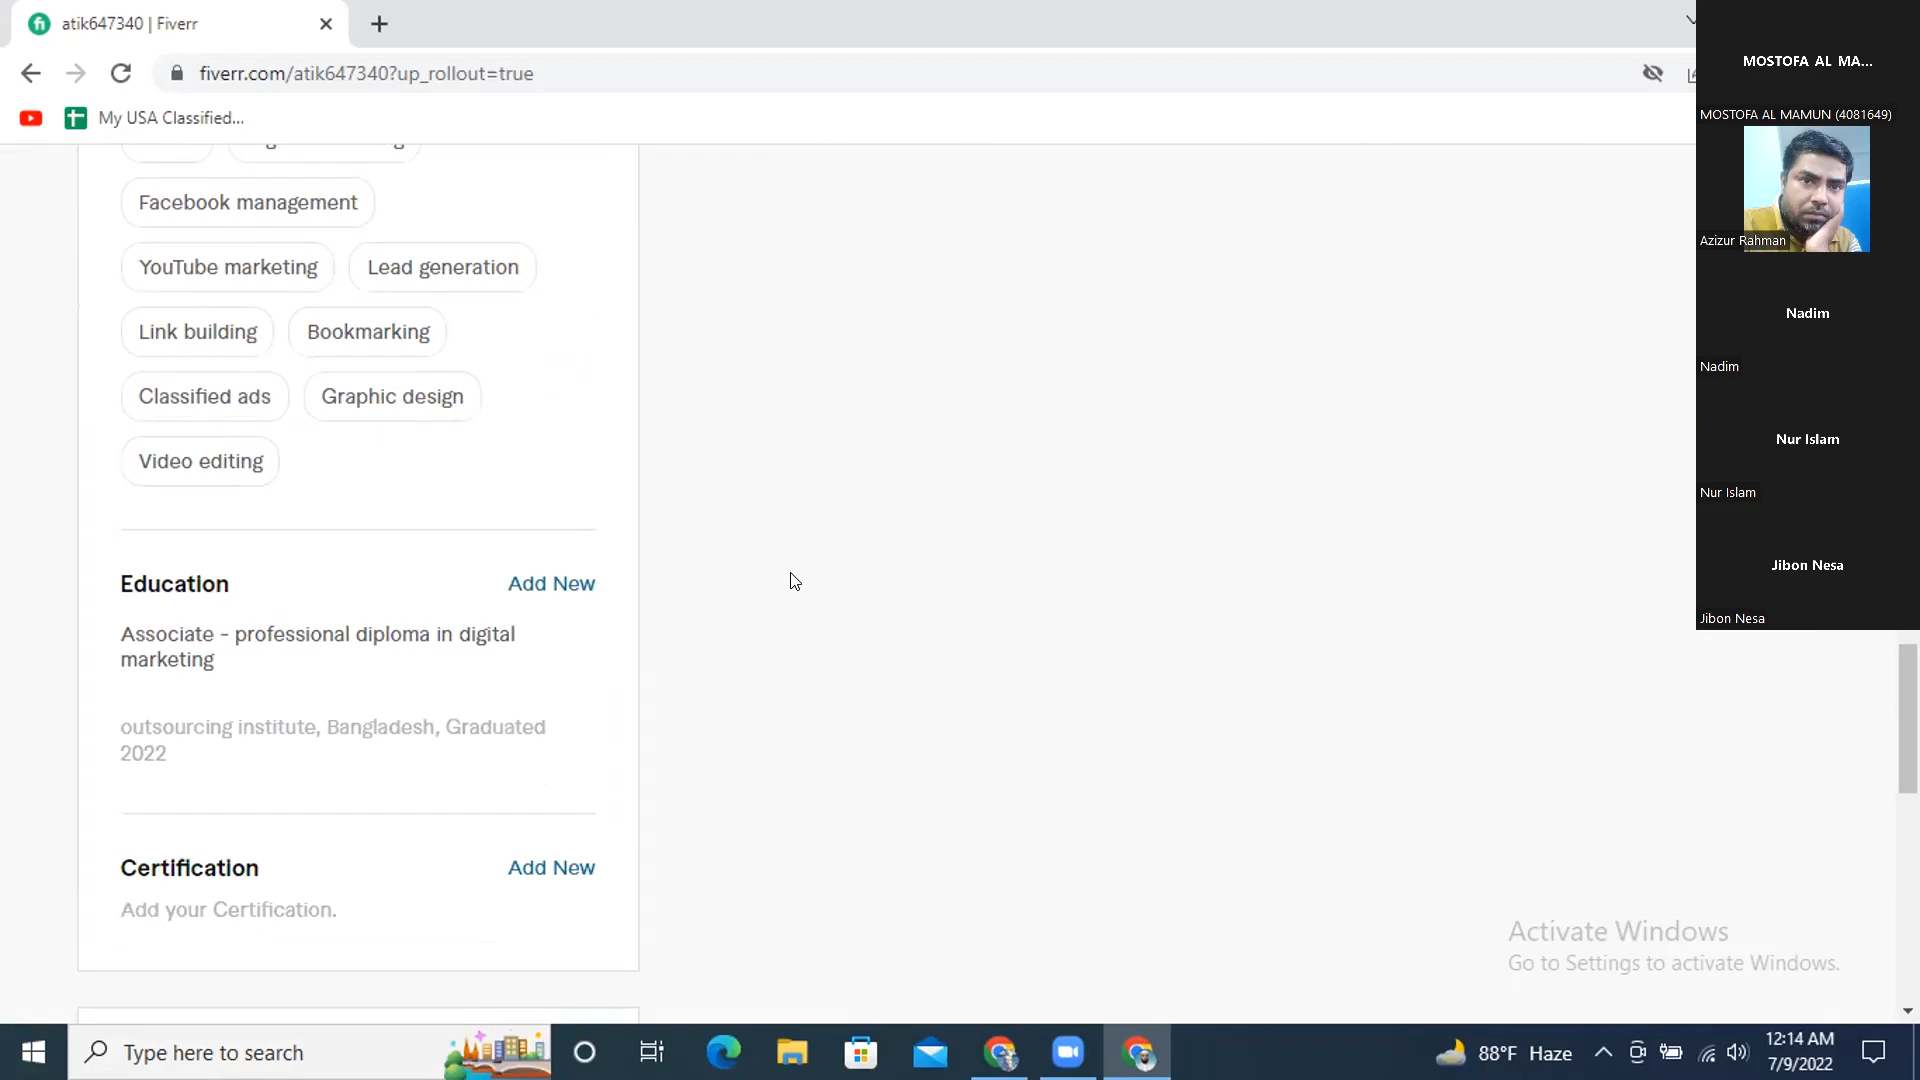 atik647340 | Fiverr
fiverr.com/atik647340?up_rollout=true
My USA Classified...
Facebook management
YouTube marketing
Lead generation
Link building
Bookmarking
Classified ads
Graphic design
Video editing
Education
Add New
Associate - professional diploma in digital
marketing
outsourcing institute, Bangladesh, Graduated
2022
Certification
Add New
Add your Certification.
MOSTOFA AL MA...
MOSTOFA AL MAMUN (4081649)
Azizur Rahman
Nadim
Nadim
Nur Islam
Nur Islam
Jibon Nesa
Jibon Nesa
Activate Windows
Go to Settings to activate Windows.
Type here to search
88°F Haze
12:14 AM
7/9/2022